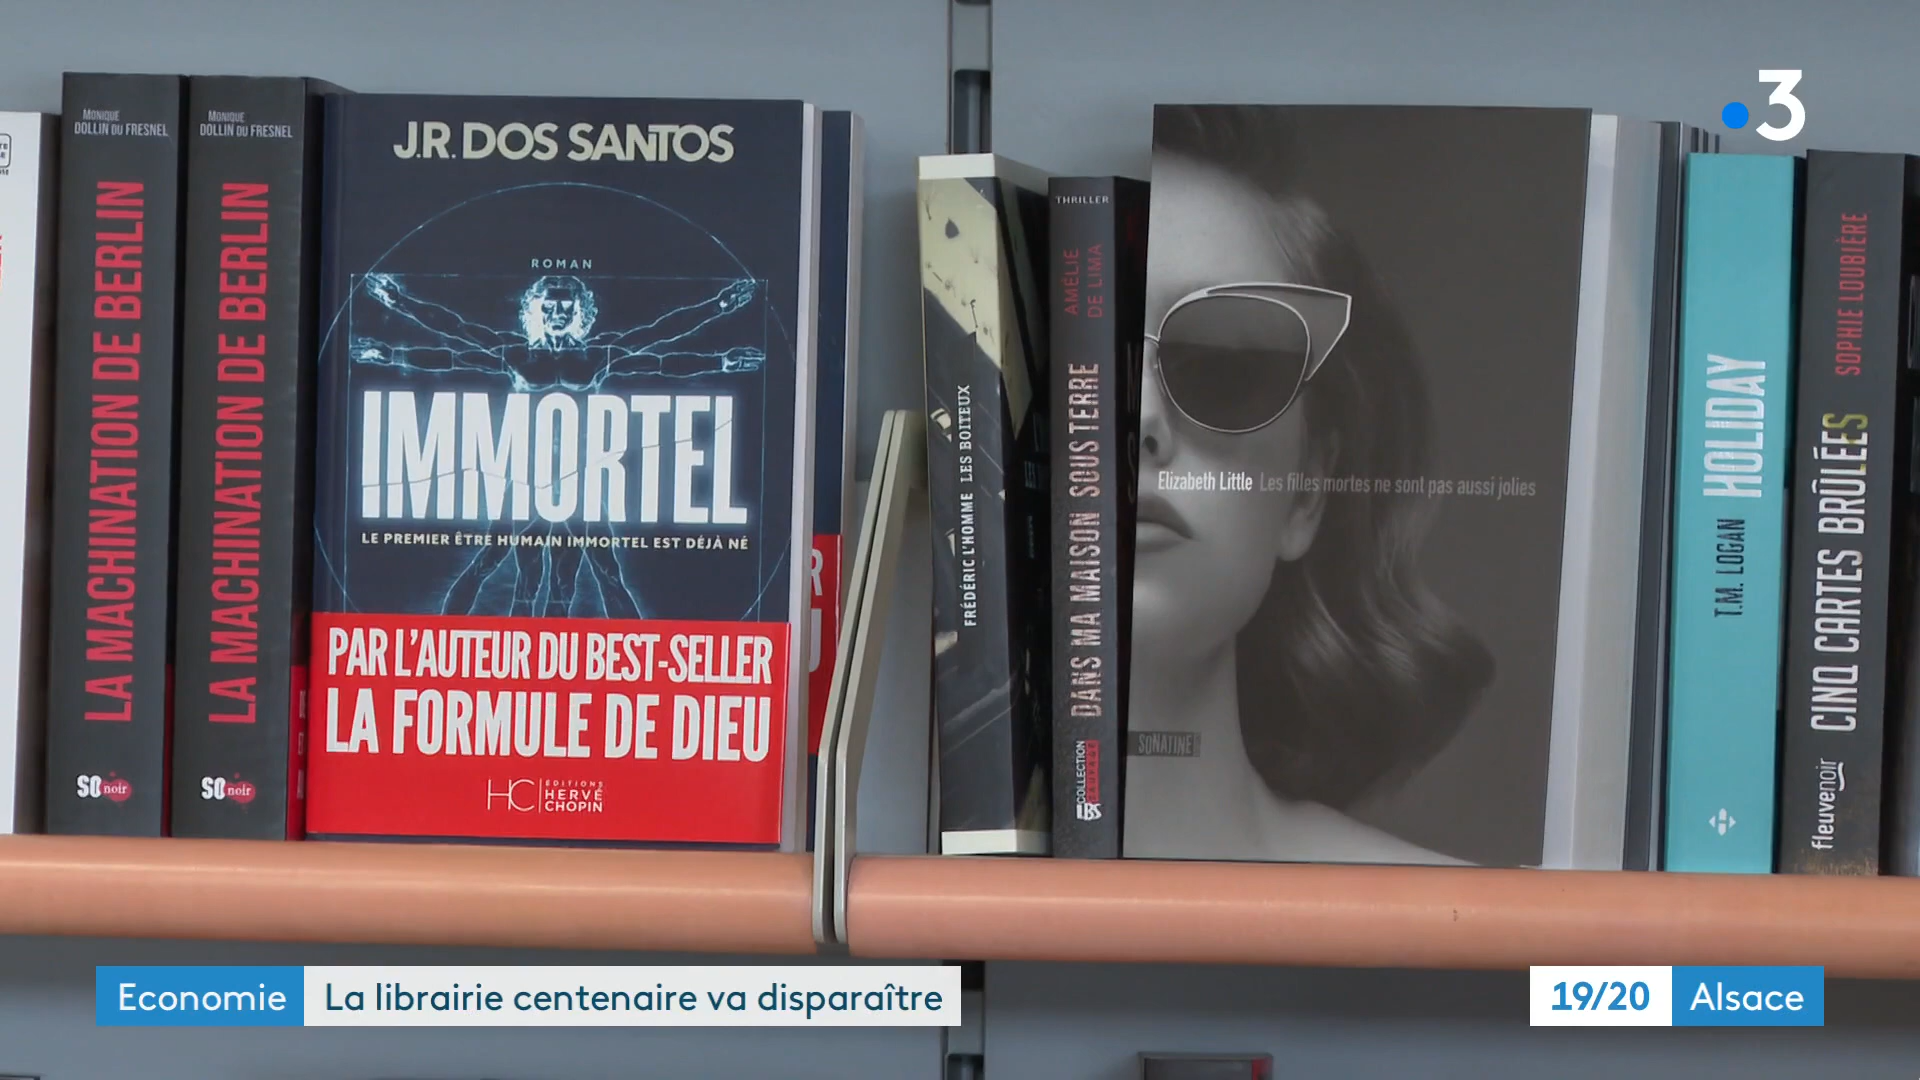 MONIQUE
DOLLIN DU FRESNEL
LA MACHINATION DE BERLIN
SO noir
MONIQUE
DOLLIN DU FRESNEL
LA MACHINATION DE BERLIN
SO noir
J.R. DOS SANTOS
ROMAN
IMMORTEL
LE PREMIER ÊTRE HUMAIN IMMORTEL EST DÉJÀ NÉ
PAR L'AUTEUR DU BEST-SELLER
LA FORMULE DE DIEU
HC
ÉDITIONS
HERVÉ
CHOPIN
FRÉDÉRIC L'HOMME LES BOITEUX
THRILLER
AMÉLIE
DE LIMA
DANS MA MAISON SOUS TERRE
COLLECTION
Elizabeth Little Les filles mortes ne sont pas aussi jolies
SONATINE
HOLIDAY
T.M. LOGAN
SOPHIE LOUBIÈRE
CINQ CARTES BRÛLÉES
fleuvenoir
3
Economie
La librairie centenaire va disparaître
19/20
Alsace